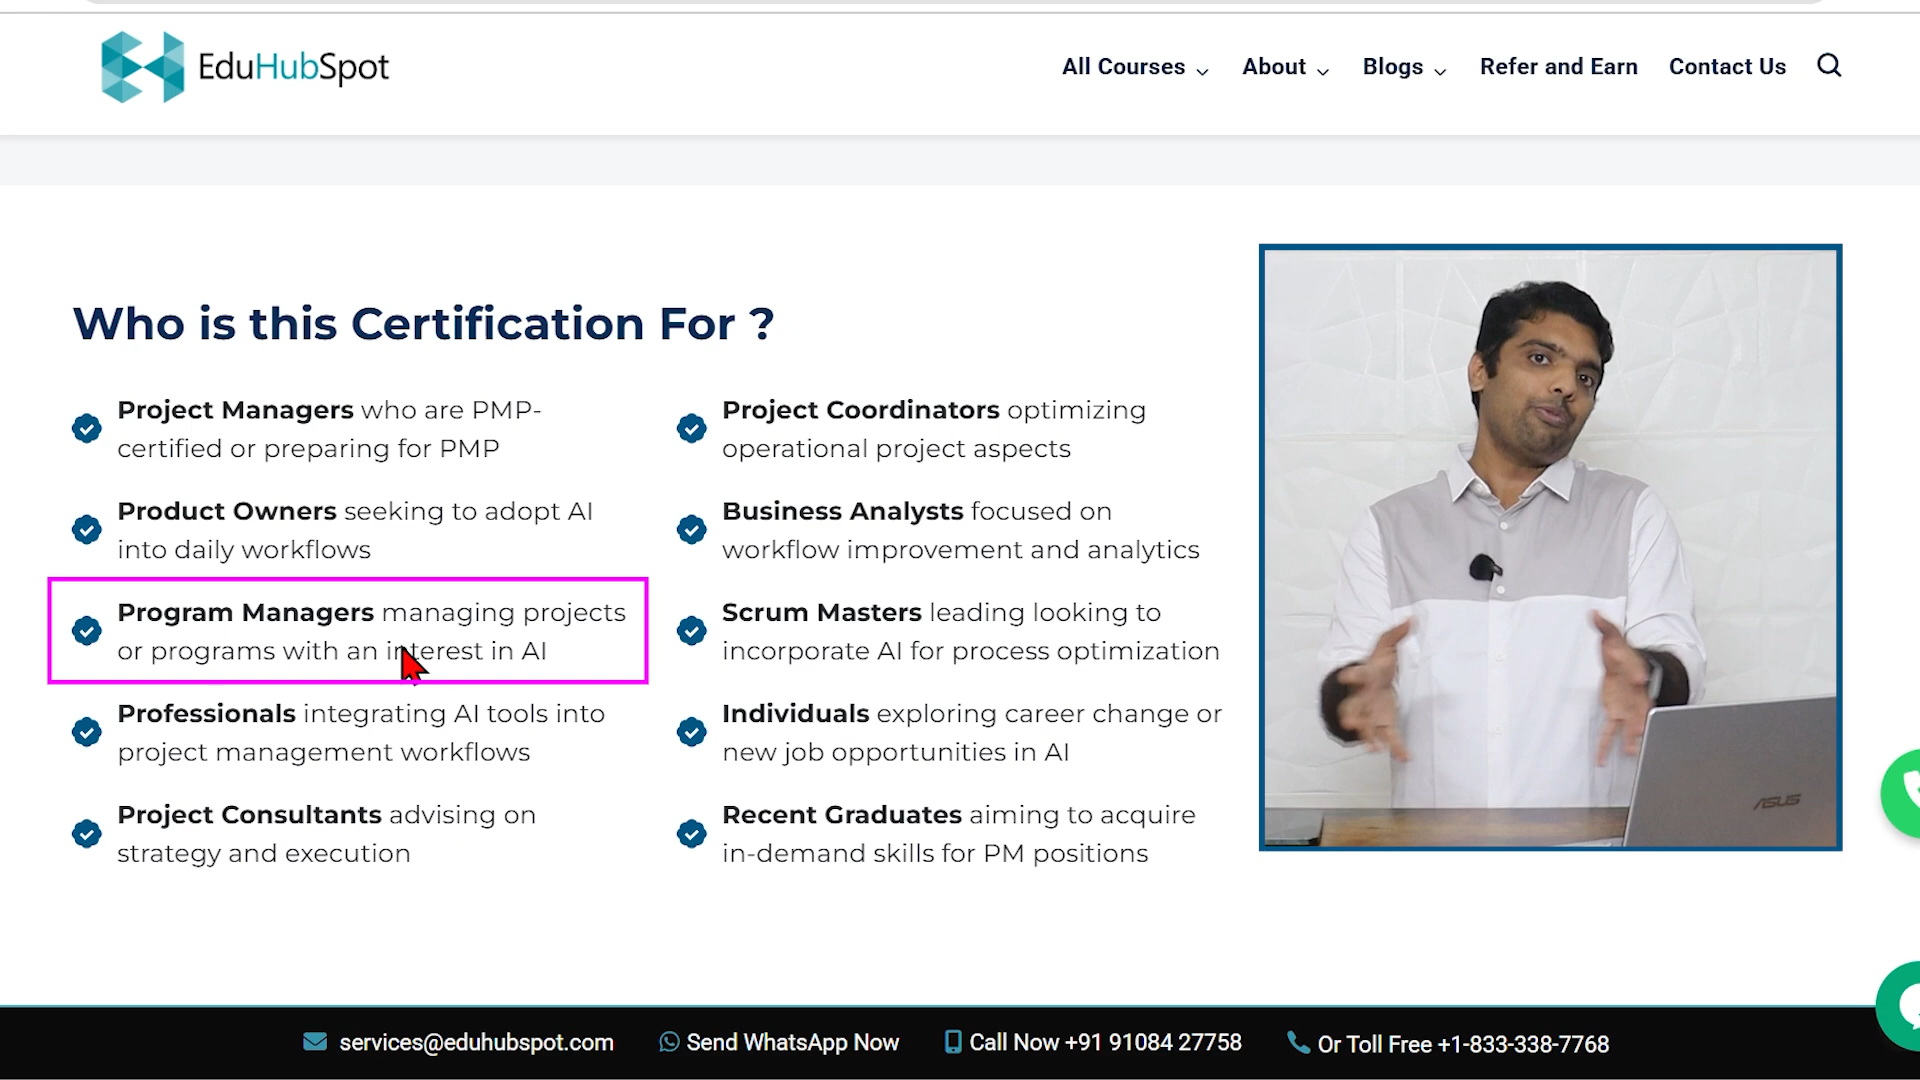 EduHubSpot
All Courses
About
Blogs
Refer and Earn
Contact Us
Who is this Certification For ?
Project Managers who are PMP-
certified or preparing for PMP
Product Owners seeking to adopt AI
into daily workflows
Program Managers managing projects
or programs with an interest in AI
Professionals integrating AI tools into
project management workflows
Project Consultants advising on
strategy and execution
Project Coordinators optimizing
operational project aspects
Business Analysts focused on
workflow improvement and analytics
Scrum Masters leading looking to
incorporate AI for process optimization
Individuals exploring career change or
new job opportunities in AI
Recent Graduates aiming to acquire
in-demand skills for PM positions
ASUS
services@eduhubspot.com
Send WhatsApp Now
Call Now +91 91084 27758
Or Toll Free +1-833-338-7768